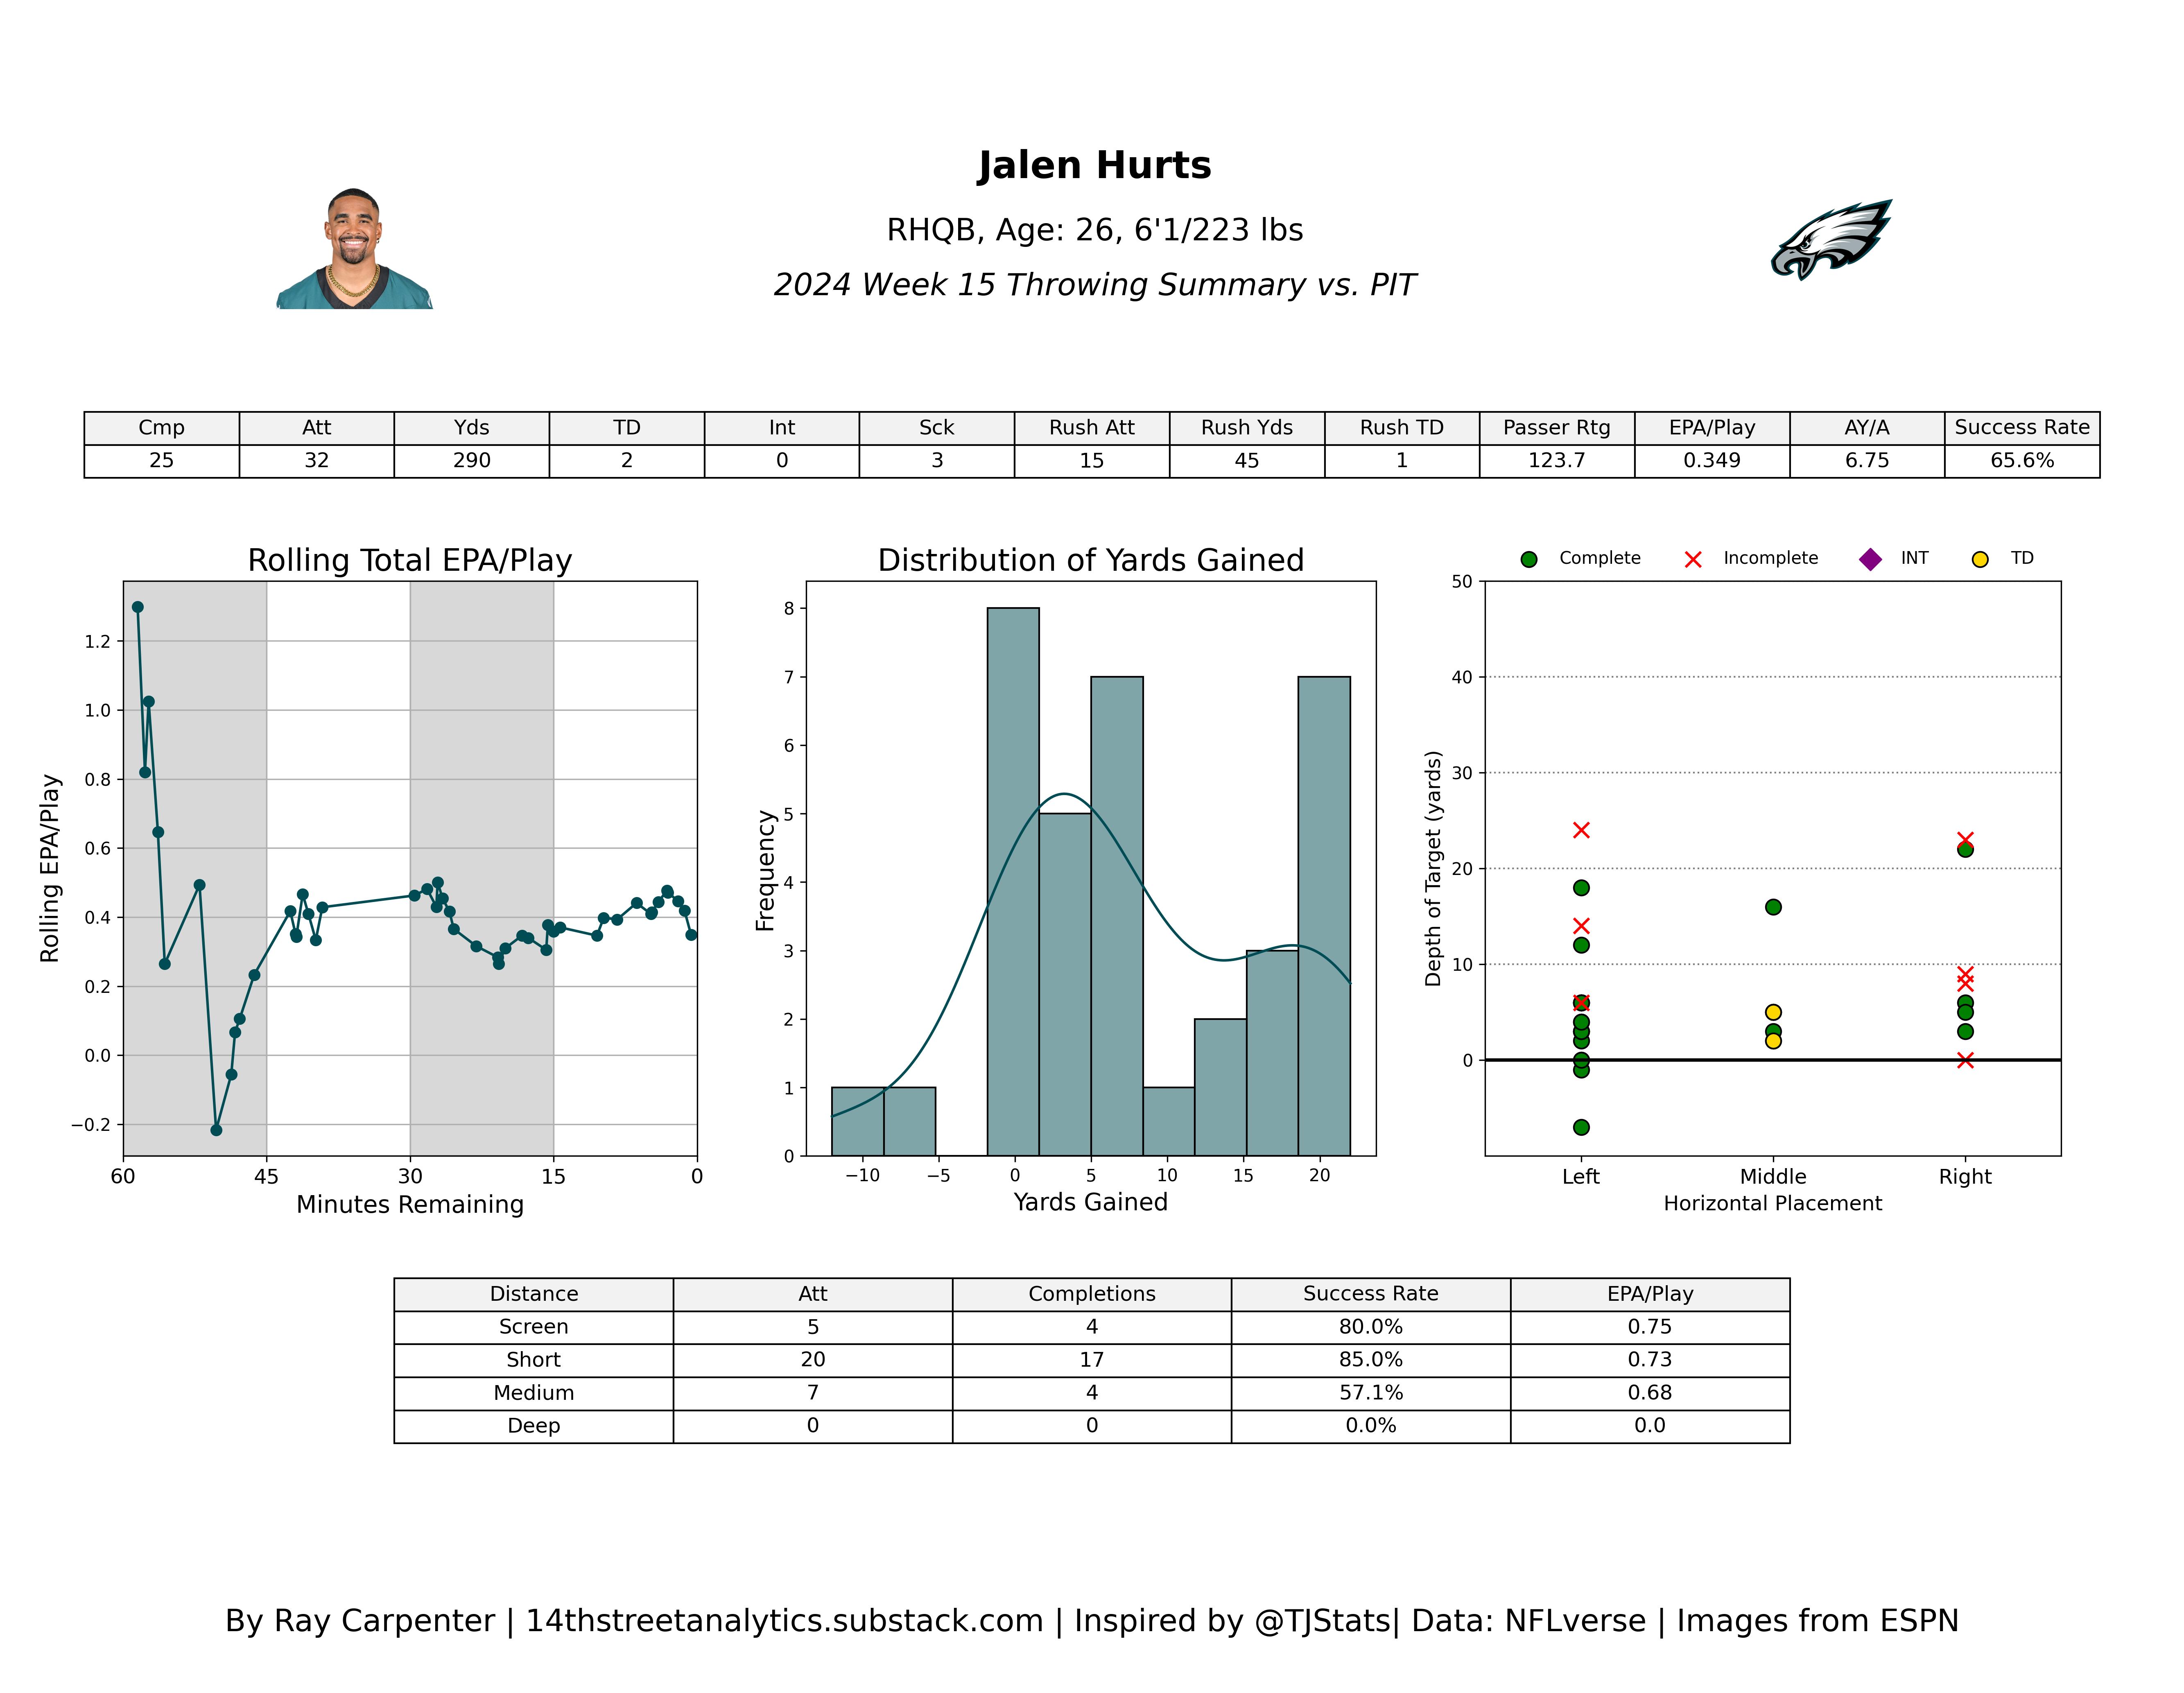 Jalen Hurts
RHQB, Age: 26, 6'1/223 lbs
2024 Week 15 Throwing Summary vs. PIT
Cmp Att Yds TD Int Sck Rush Att Rush Yds Rush TD Passer Rtg EPA/Play AY/A Success Rate
25 32 290 2 0 3 15 45 1 123.7 0.349 6.75 65.6%
Rolling Total EPA/Play
Rolling EPA/Play
1.2
1.0
0.8
0.6
0.4
0.2
0.0
−0.2
60 45 30 15 0
Minutes Remaining
Distribution of Yards Gained
Frequency
8
7
6
5
4
3
2
1
0
−10 −5 0 5 10 15 20
Yards Gained
Complete Incomplete INT TD
Depth of Target (yards)
50
40
30
20
10
0
Left Middle Right
Horizontal Placement
Distance Att Completions Success Rate EPA/Play
Screen 5 4 80.0% 0.75
Short 20 17 85.0% 0.73
Medium 7 4 57.1% 0.68
Deep 0 0 0.0% 0.0
By Ray Carpenter | 14thstreetanalytics.substack.com | Inspired by @TJStats| Data: NFLverse | Images from ESPN